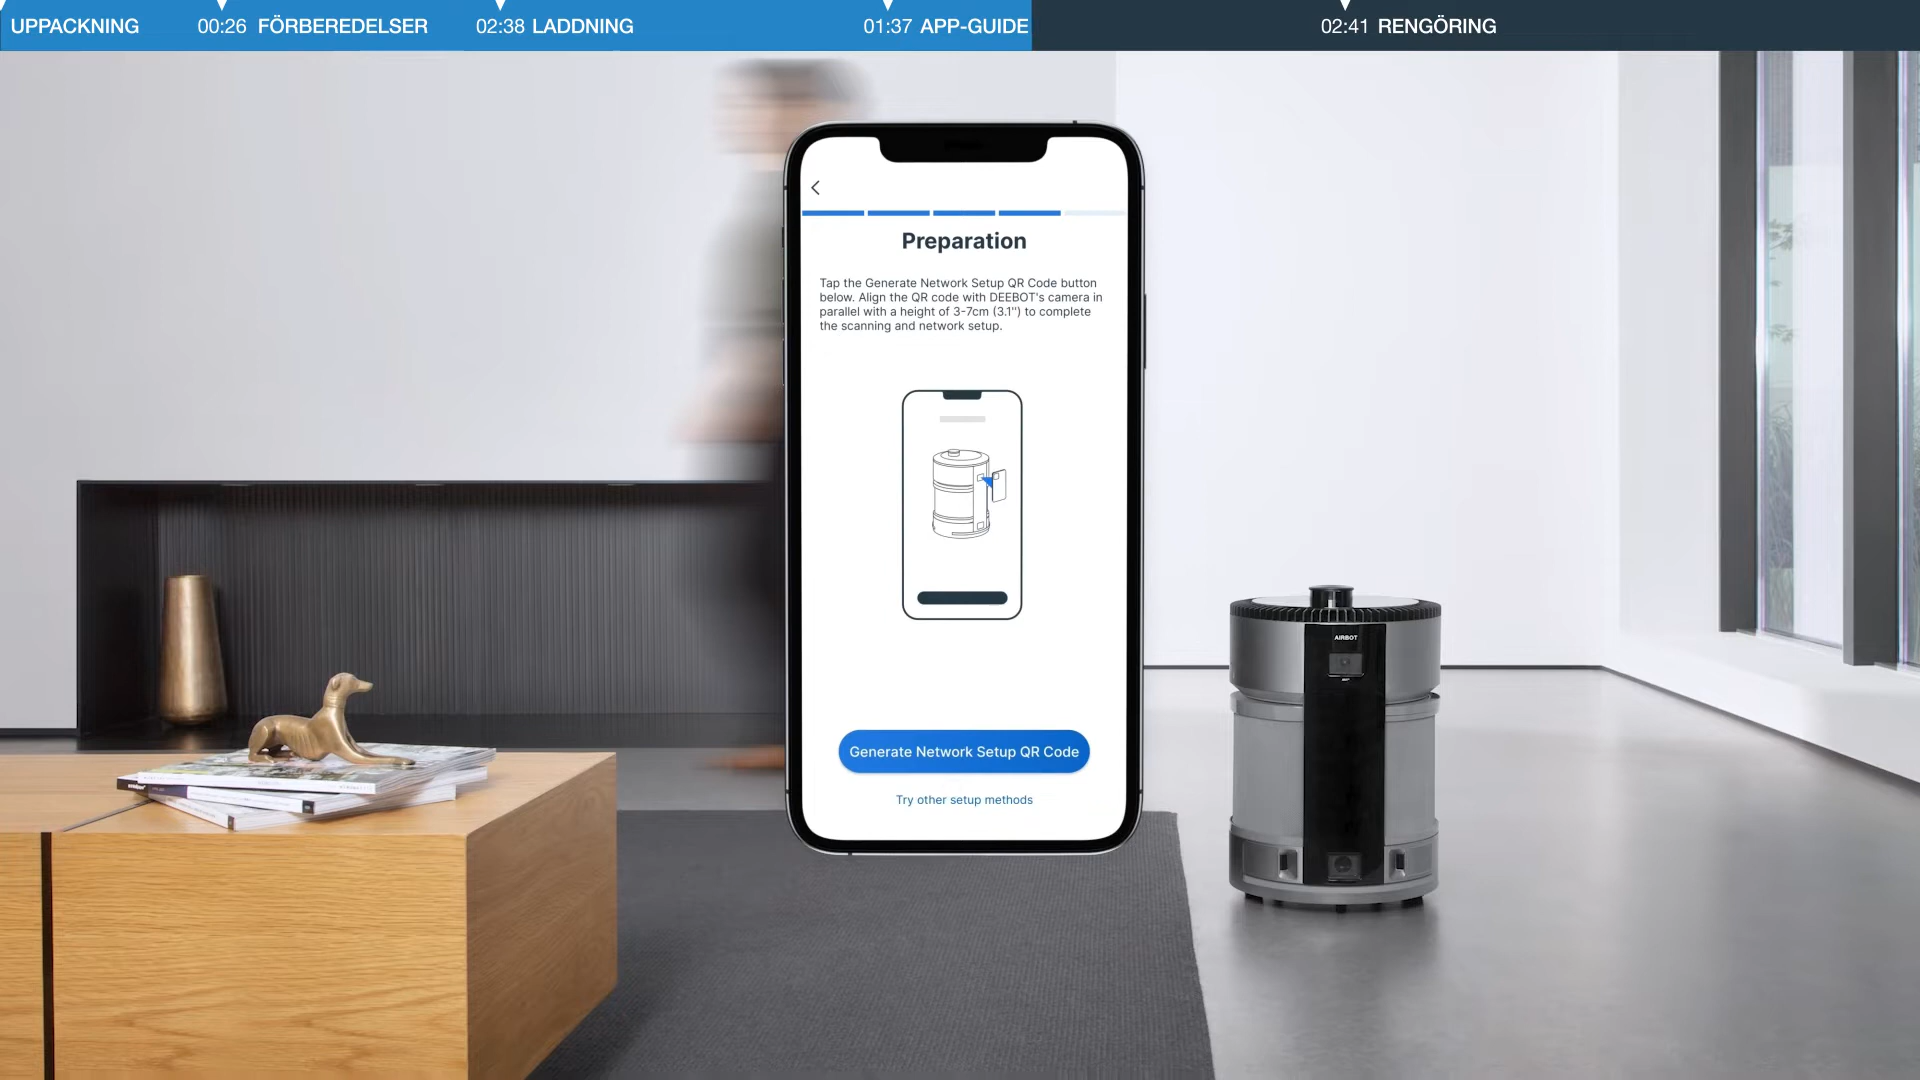 UPPACKNING
00:26 FÖRBEREDELSER
02:38 LADDNING
01:37 APP-GUIDE
02:41 RENGÖRING
Preparation
Tap the Generate Network Setup QR Code button
below. Align the QR code with DEEBOT's camera in
parallel with a height of 3-7cm (3.1'') to complete
the scanning and network setup.
Generate Network Setup QR Code
Try other setup methods
AIRBOT